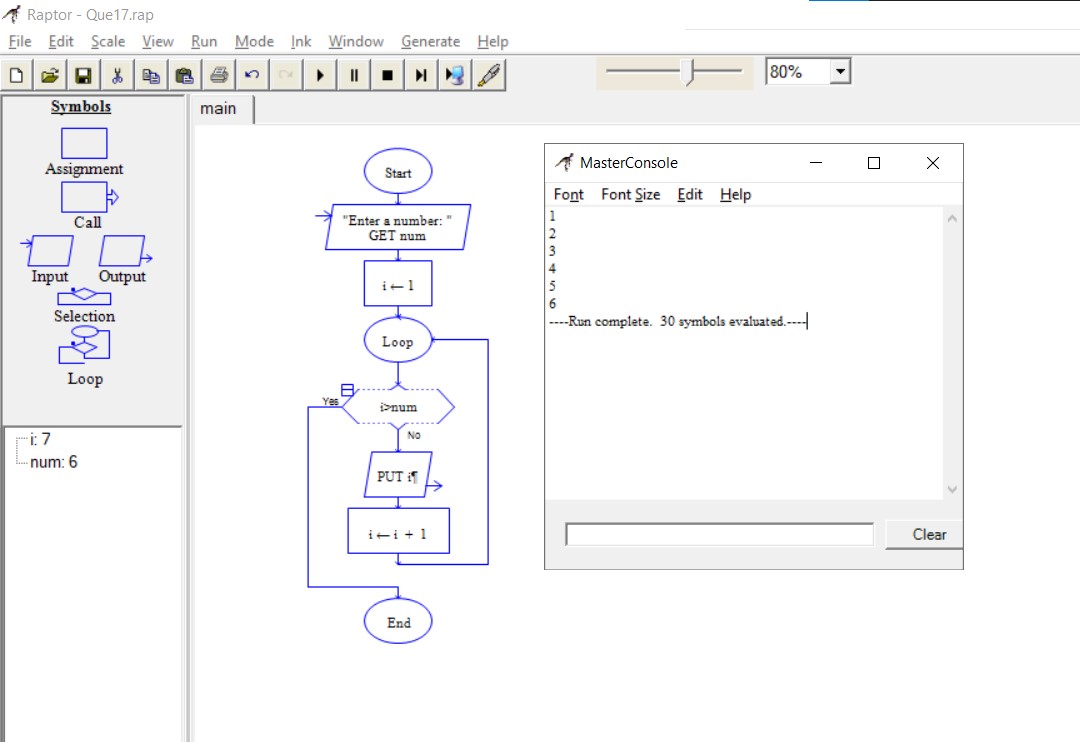 Raptor - Que17.rap
File Edit Scale View Run Mode Ink Window Generate Help
80%
Symbols
Assignment
Call
Input Output
Selection
Loop
i: 7
num: 6
main
Start
"Enter a number: "
GET num
i ← 1
Loop
Yes
i>num
No
PUT i¶
i ← i + 1
End
MasterConsole
Font Font Size Edit Help
1
2
3
4
5
6
----Run complete.  30 symbols evaluated.----
Clear